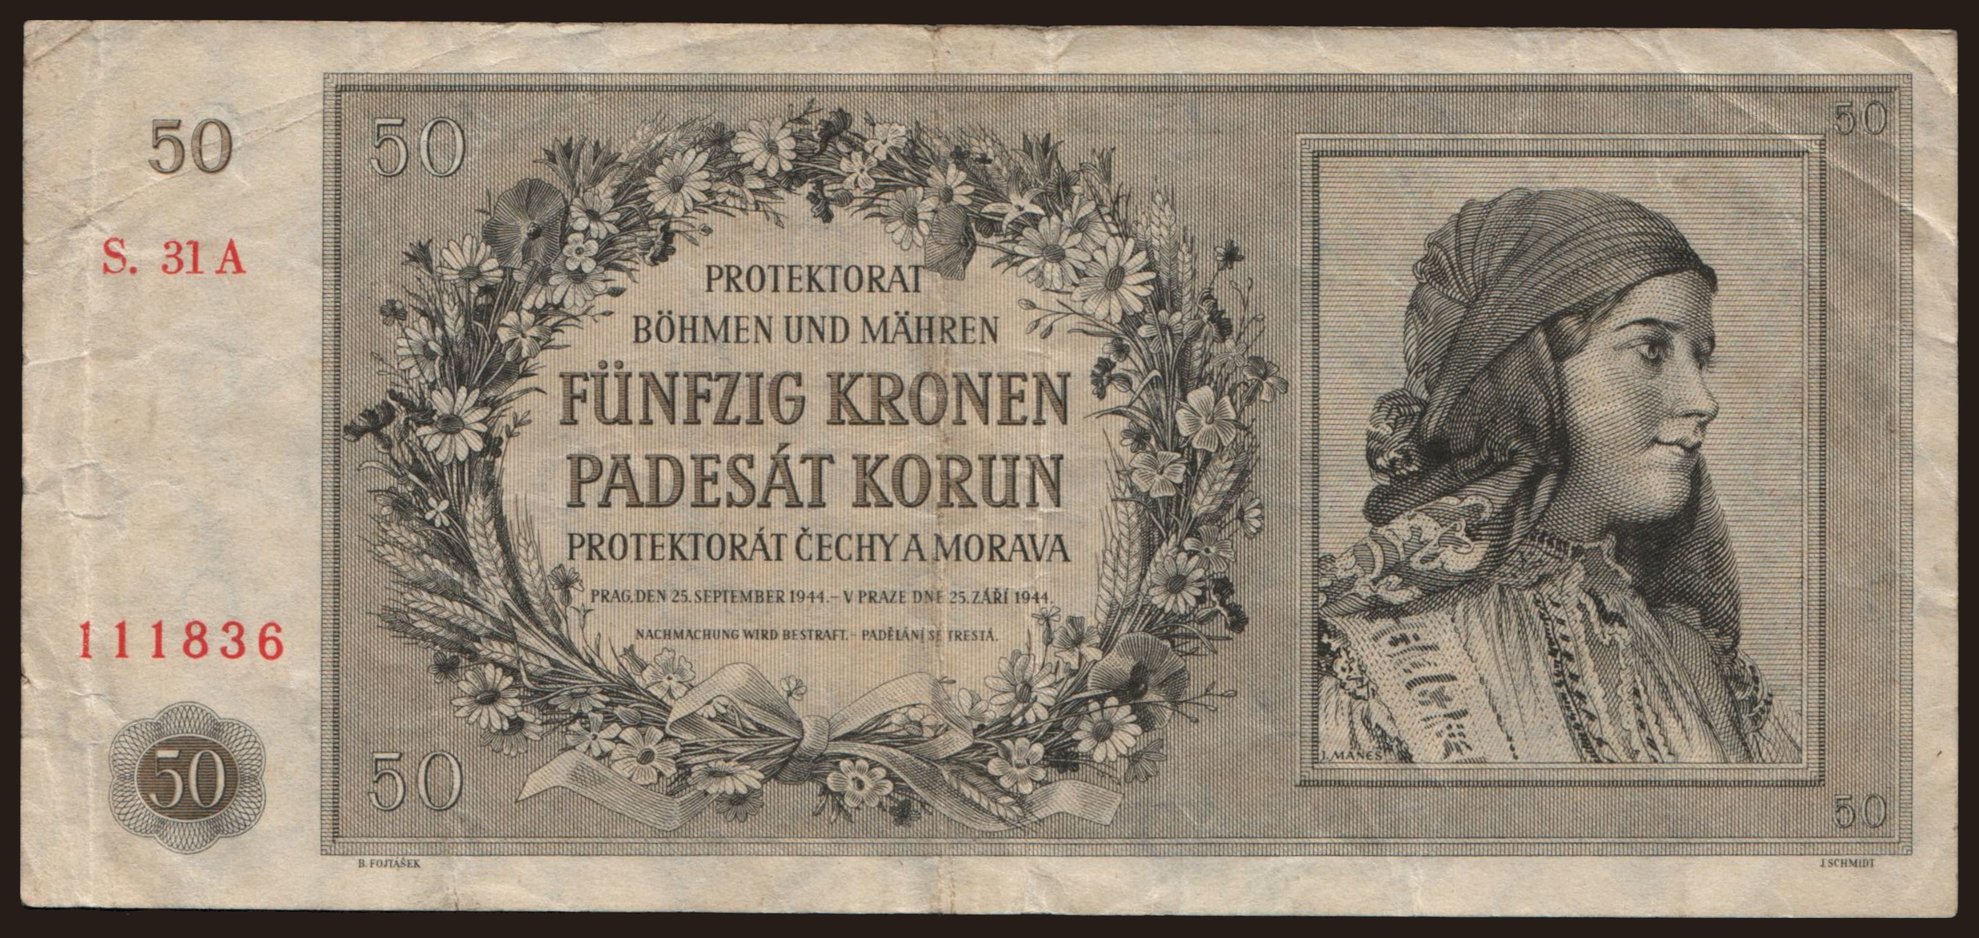 50
50
50
S. 31 A
PROTEKTORAT
BÖHMEN UND MÄHREN
FÜNFZIG KRONEN
PADESÁT KORUN
PROTEKTORÁT ČECHY A MORAVA
PRAG, DEN 25. SEPTEMBER 1944. – V PRAZE DNE 25. ZÁŘÍ 1944.
NACHMACHUNG WIRD BESTRAFT. – PADĚLÁNÍ SE TRESTÁ.
111836
50
50
J. MÁNES
50
B. FOJTÁŠEK
J. SCHMIDT